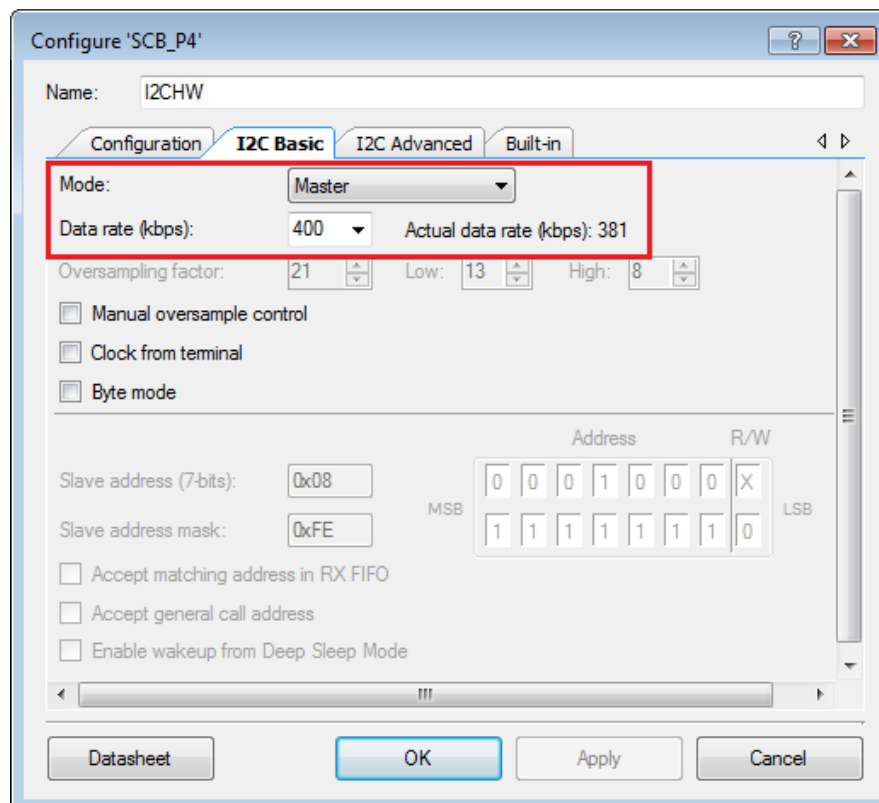 Configure 'SCB_P4'
Name: I2CHW
Configuration I2C Basic I2C Advanced Built-in
Mode: Master
Data rate (kbps): 400 Actual data rate (kbps): 381
Oversampling factor: 21 Low: 13 High: 8
Manual oversample control
Clock from terminal
Byte mode
Address R/W
Slave address (7-bits): 0x08 0 0 0 1 0 0 0 X
MSB LSB
Slave address mask: 0xFE 1 1 1 1 1 1 1 0
Accept matching address in RX FIFO
Accept general call address
Enable wakeup from Deep Sleep Mode
Datasheet OK Apply Cancel